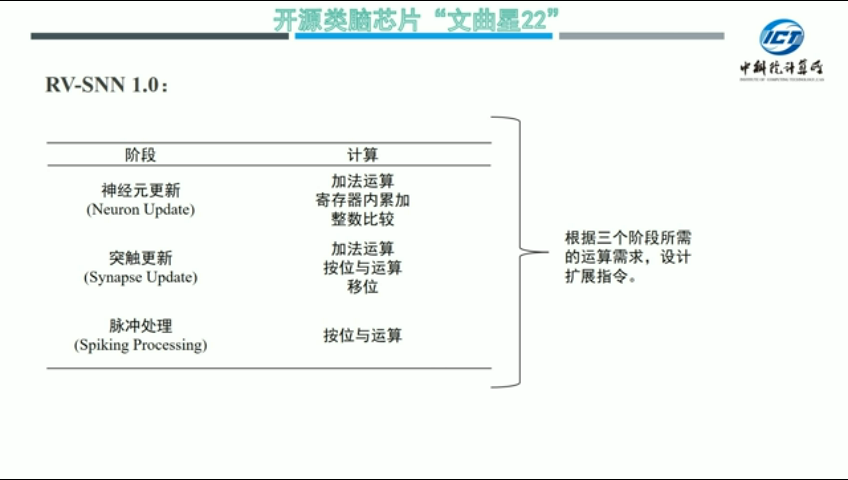 开源类脑芯片“文曲星22”
ICT
中科院计算所
INSTITUTE OF COMPUTING TECHNOLOGY, CAS
RV-SNN 1.0：
阶段 计算
神经元更新
(Neuron Update)
加法运算
寄存器内累加
整数比较
突触更新
(Synapse Update)
加法运算
按位与运算
移位
脉冲处理
(Spiking Processing)
按位与运算
根据三个阶段所需
的运算需求，设计
扩展指令。